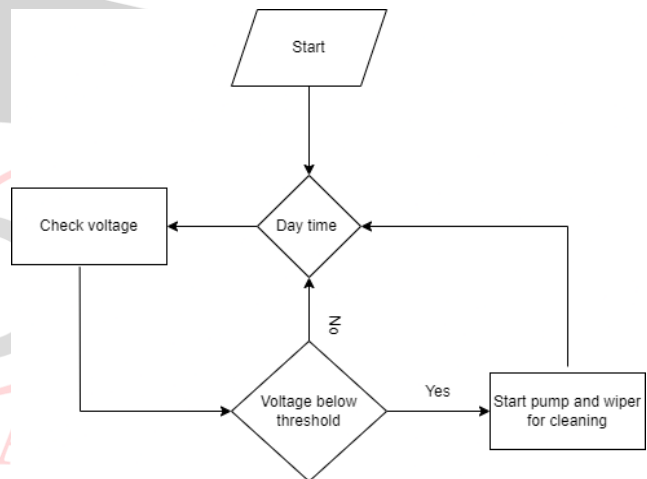 Start
Day time
Check voltage
No
Voltage below
threshold
Yes
Start pump and wiper
for cleaning